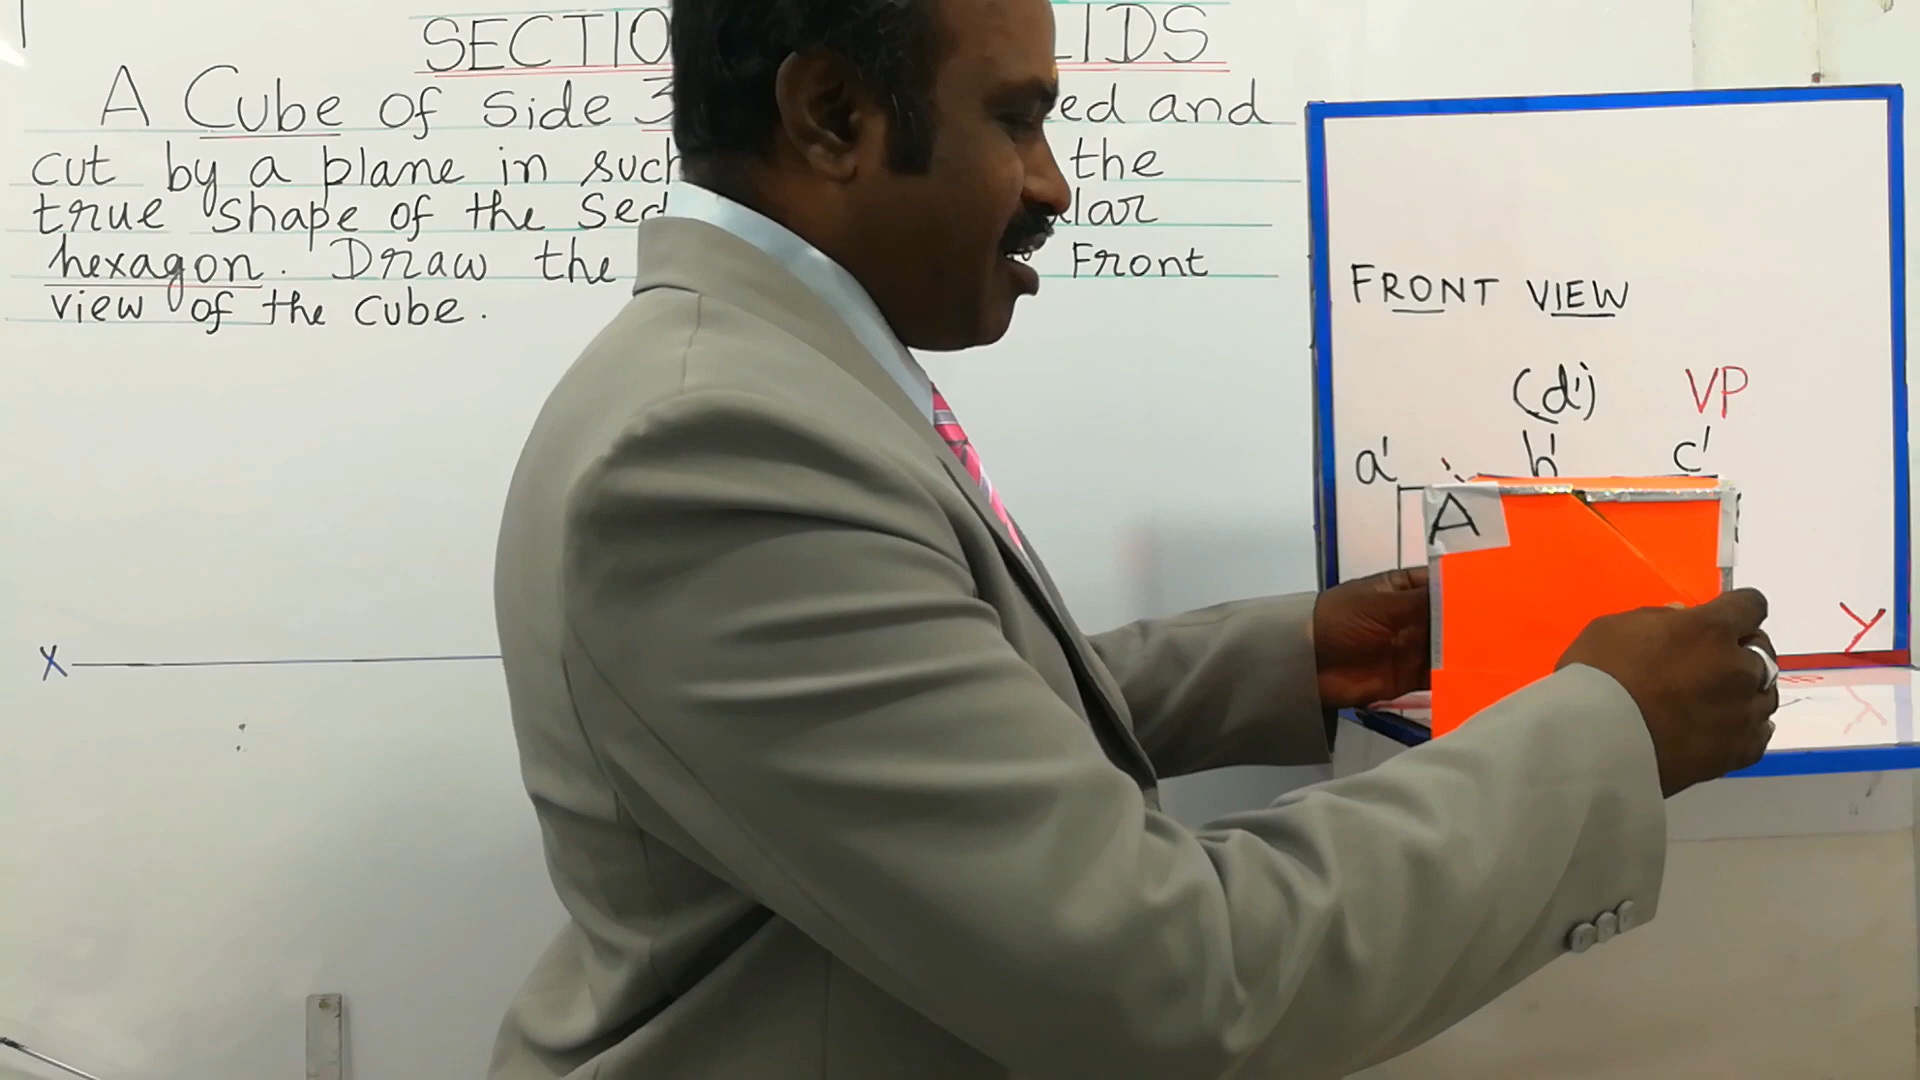 SECTIO LIDS
A Cube of side 3 ed and
cut by a plane in such the
true shape of the Sec ular
hexagon. Draw the Front
view of the cube.
FRONT VIEW
(d')
VP
a' b' c'
A
X
Y
Y